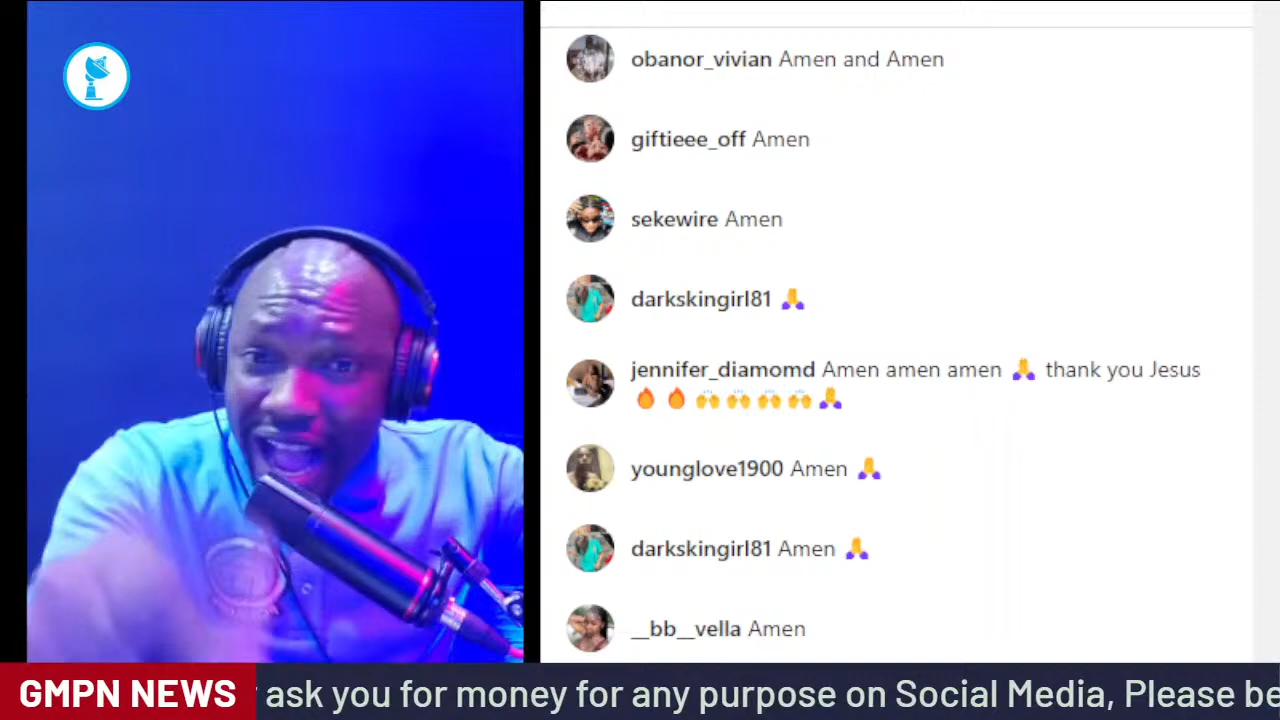 obanor_vivian Amen and Amen
giftieee_off Amen
sekewire Amen
darkskingirl81 🙏
jennifer_diamomd Amen amen amen 🙏 thank you Jesus
🔥 🔥 🙌 🙌 🙌 🙌 🙏
younglove1900 Amen 🙏
darkskingirl81 Amen 🙏
__bb__vella Amen
GMPN NEWS ask you for money for any purpose on Social Media, Please be